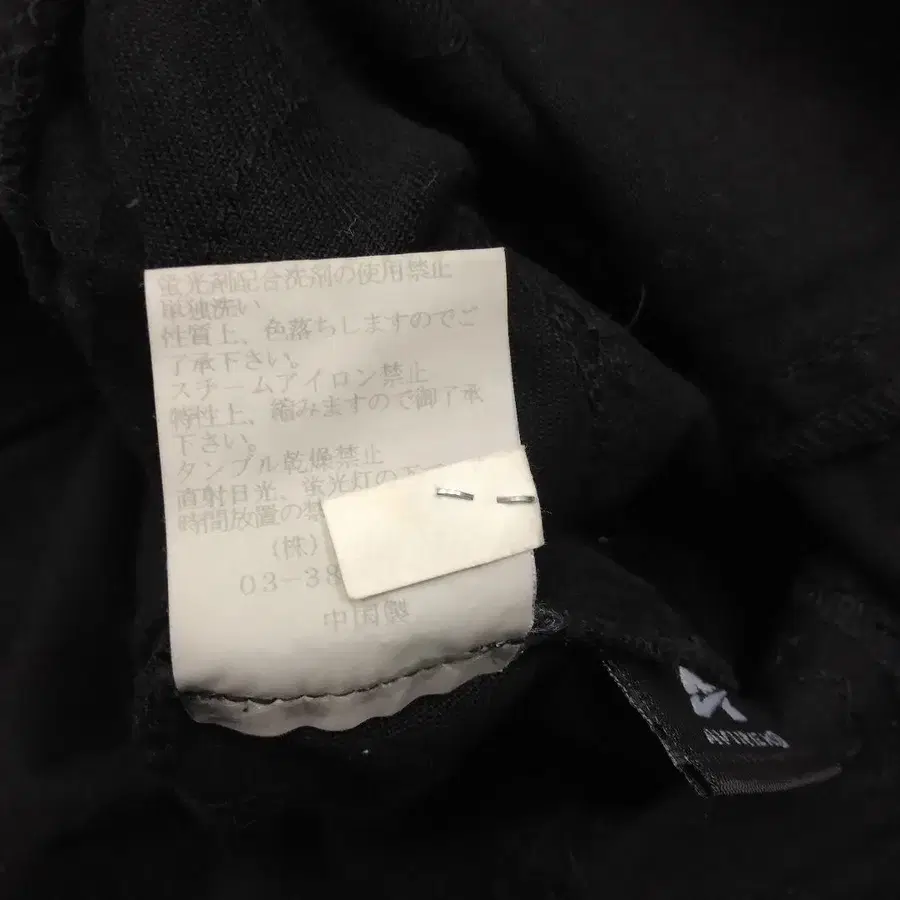 蛍光剤配合洗剤の使用禁止
単独洗い
性質上、色落ちしますのでご
了承下さい。
スチームアイロン禁止
特性上、縮みますので御了承
下さい。
タンブル乾燥禁止
直射日光、蛍光灯の下で
時間放置の禁
(株)
03-38
中国製
AVIREX